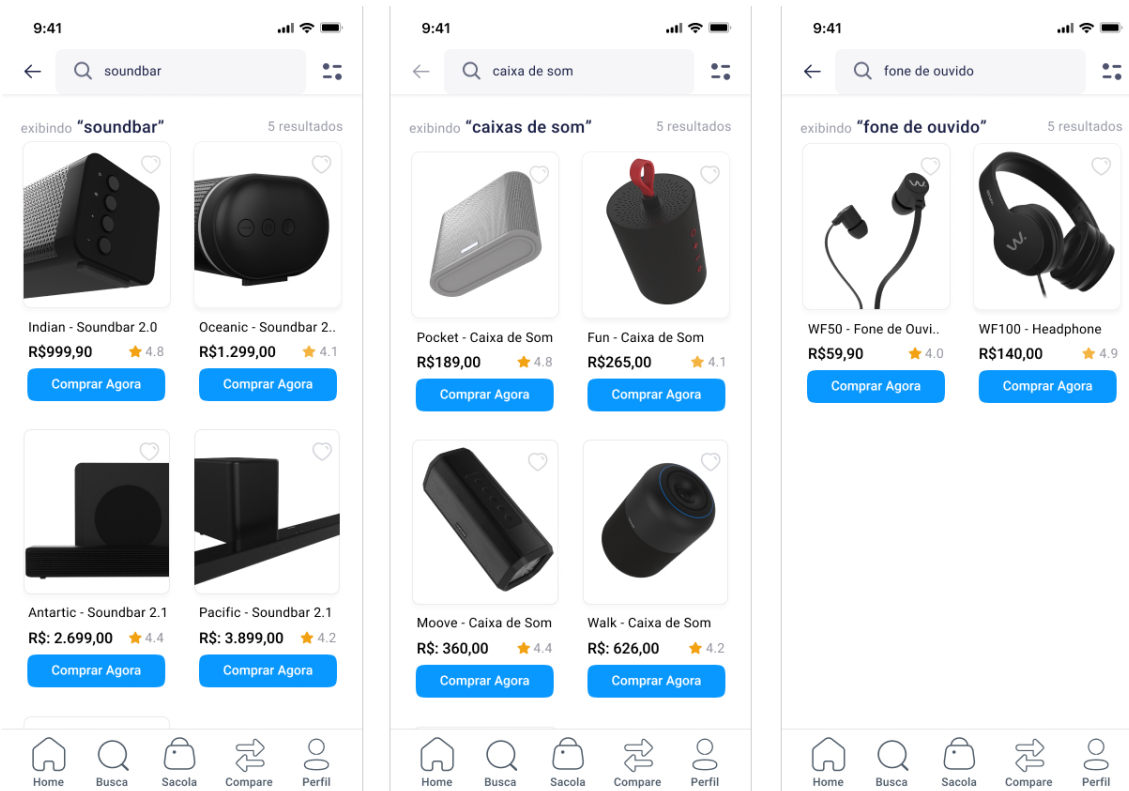 9:41
soundbar
exibindo “soundbar”
5 resultados
Indian - Soundbar 2.0
R$999,90
4.8
Comprar Agora
Oceanic - Soundbar 2..
R$1.299,00
4.1
Comprar Agora
Antartic - Soundbar 2.1
R$: 2.699,00
4.4
Comprar Agora
Pacific - Soundbar 2.1
R$: 3.899,00
4.2
Comprar Agora
Home
Busca
Sacola
Compare
Perfil
9:41
caixa de som
exibindo “caixas de som”
5 resultados
Pocket - Caixa de Som
R$189,00
4.8
Comprar Agora
Fun - Caixa de Som
R$265,00
4.1
Comprar Agora
Moove - Caixa de Som
R$: 360,00
4.4
Comprar Agora
Walk - Caixa de Som
R$: 626,00
4.2
Comprar Agora
Home
Busca
Sacola
Compare
Perfil
9:41
fone de ouvido
exibindo “fone de ouvido”
5 resultados
W.
WF50 - Fone de Ouvi..
R$59,90
4.0
Comprar Agora
W.
WF100 - Headphone
R$140,00
4.9
Comprar Agora
Home
Busca
Sacola
Compare
Perfil